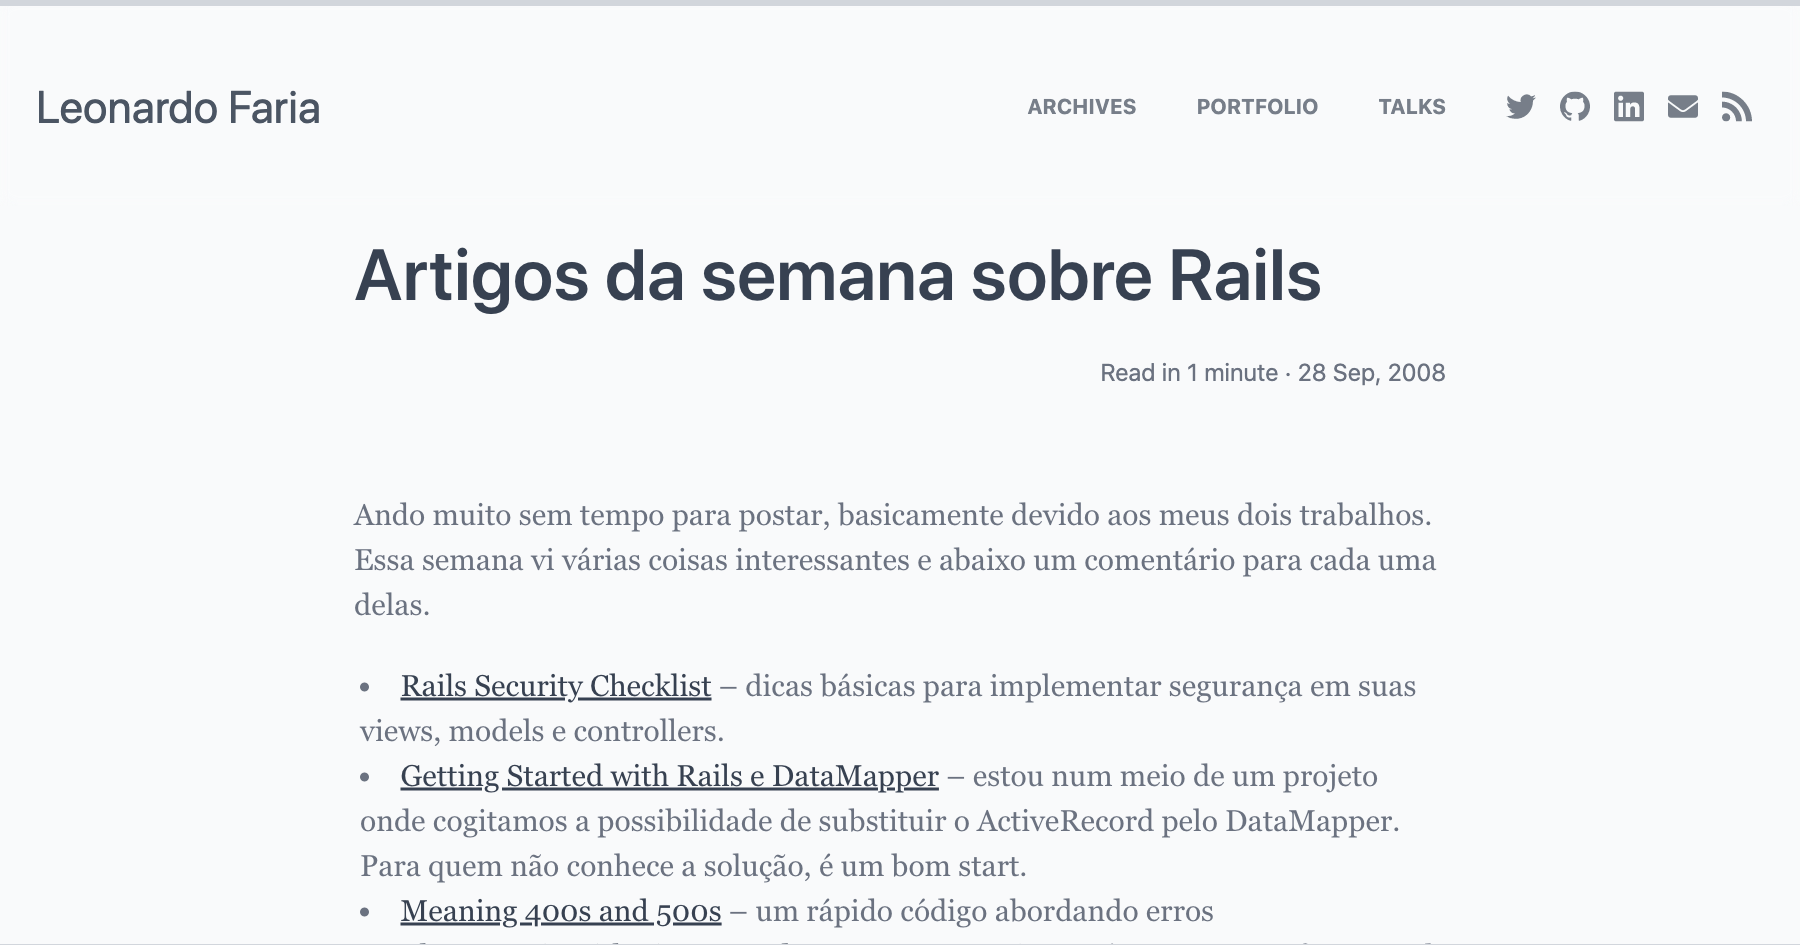 Leonardo Faria
ARCHIVES PORTFOLIO TALKS
Artigos da semana sobre Rails
Read in 1 minute · 28 Sep, 2008
Ando muito sem tempo para postar, basicamente devido aos meus dois trabalhos.
Essa semana vi várias coisas interessantes e abaixo um comentário para cada uma
delas.
• Rails Security Checklist – dicas básicas para implementar segurança em suas
views, models e controllers.
• Getting Started with Rails e DataMapper – estou num meio de um projeto
onde cogitamos a possibilidade de substituir o ActiveRecord pelo DataMapper.
Para quem não conhece a solução, é um bom start.
• Meaning 400s and 500s – um rápido código abordando erros